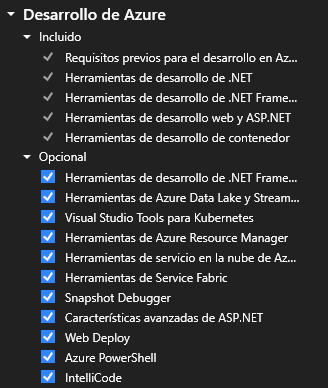 Desarrollo de Azure
Incluido
Requisitos previos para el desarrollo en Az...
Herramientas de desarrollo de .NET
Herramientas de desarrollo de .NET Frame...
Herramientas de desarrollo web y ASP.NET
Herramientas de desarrollo de contenedor
Opcional
Herramientas de desarrollo de .NET Frame...
Herramientas de Azure Data Lake y Stream...
Visual Studio Tools para Kubernetes
Herramientas de Azure Resource Manager
Herramientas de servicio en la nube de Az...
Herramientas de Service Fabric
Snapshot Debugger
Características avanzadas de ASP.NET
Web Deploy
Azure PowerShell
IntelliCode